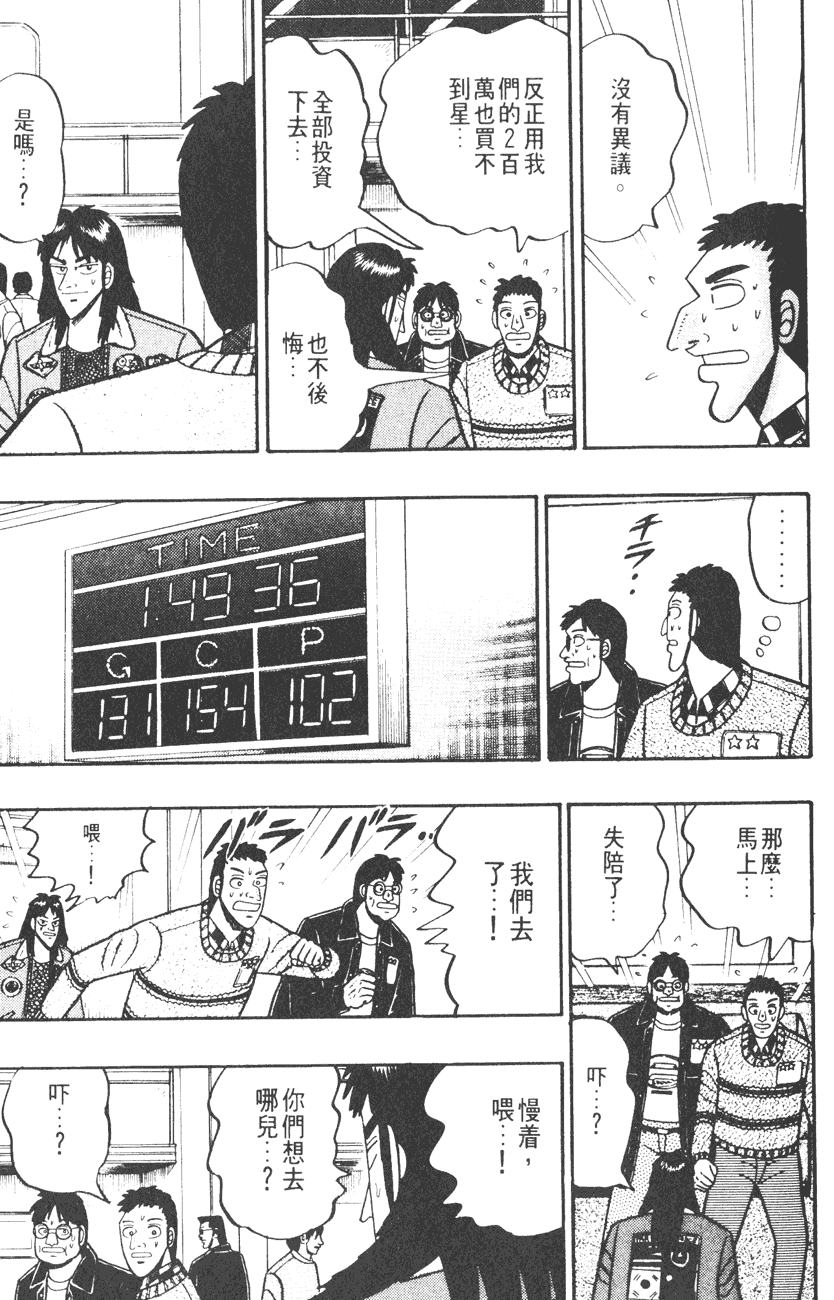 沒有異議。
反正用我
們的2百
萬也買不
到星…
全部投資
下去…
也不後
悔…
是嗎…?
………
チラ..
TIME
1:49 36
G C P
131 154 102
那麼…
馬上…
失陪了…
吓…?
我們去
了…!
バラ バラ..
喂…!
慢着,
喂…!
你們想去
哪兒…?
吓…?